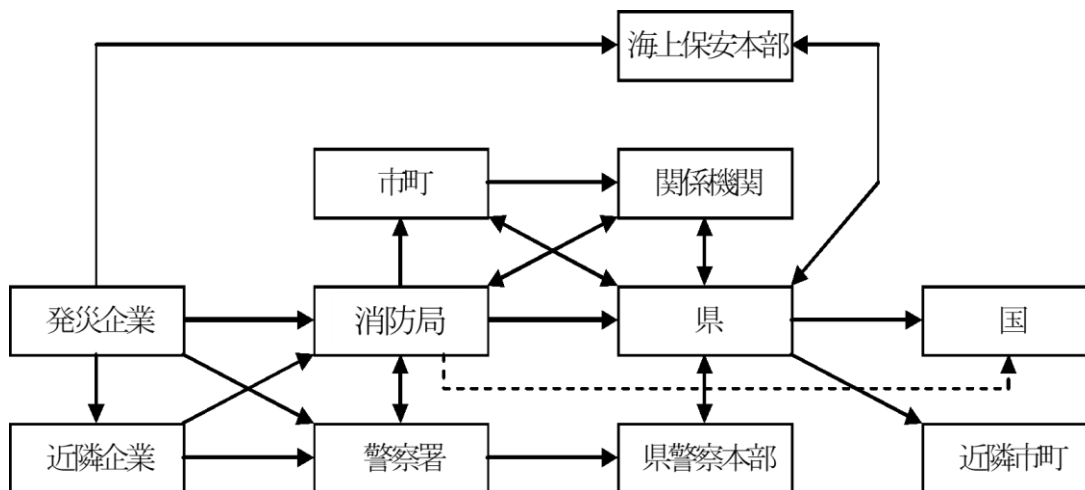 海上保安本部
市町
関係機関
発災企業
消防局
県
国
近隣企業
警察署
県警察本部
近隣市町